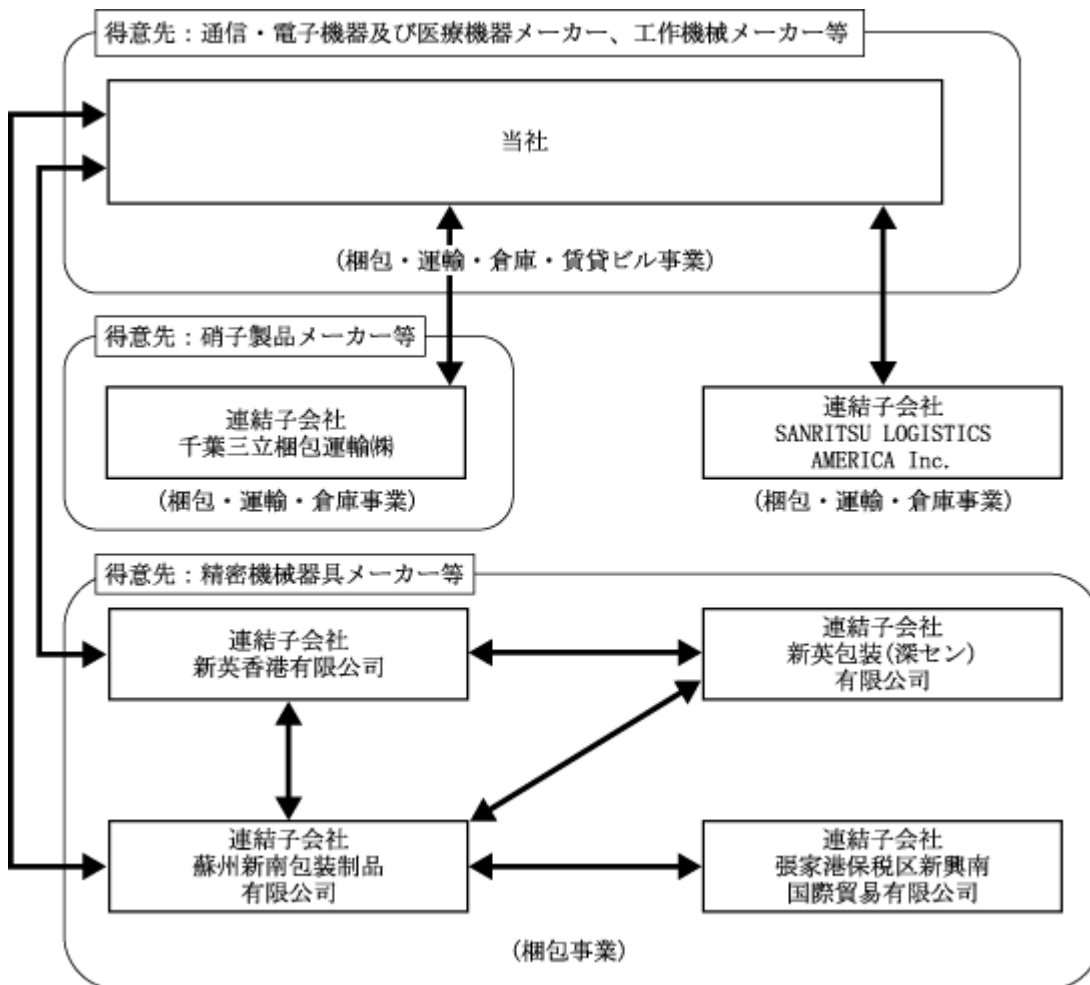 得意先：通信・電子機器及び医療機器メーカー、工作機械メーカー等
当社
(梱包・運輸・倉庫・賃貸ビル事業)
得意先：硝子製品メーカー等
連結子会社
千葉三立梱包運輸㈱
(梱包・運輸・倉庫事業)
連結子会社
SANRITSU LOGISTICS
AMERICA Inc.
(梱包・運輸・倉庫事業)
得意先：精密機械器具メーカー等
連結子会社
新英香港有限公司
連結子会社
新英包装(深セン)
有限公司
連結子会社
蘇州新南包装制品
有限公司
連結子会社
張家港保税区新興南
国際貿易有限公司
(梱包事業)